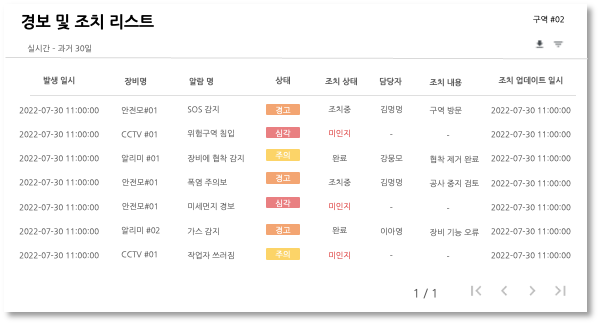 경보 및 조치 리스트
구역 #02
실시간 - 과거 30일
발생 일시 장비명 알람 명 상태 조치 상태 담당자 조치 내용 조치 업데이트 일시
2022-07-30 11:00:00 안전모#01 SOS 감지 경고 조치중 김명명 구역 방문 2022-07-30 11:00:00
2022-07-30 11:00:00 CCTV #01 위험구역 침입 심각 미인지 - - 2022-07-30 11:00:00
2022-07-30 11:00:00 알리미 #01 장비에 협착 감지 주의 완료 강뭉모 협착 제거 완료 2022-07-30 11:00:00
2022-07-30 11:00:00 안전모#01 폭염 주의보 경고 조치중 김명명 공사 중지 검토 2022-07-30 11:00:00
2022-07-30 11:00:00 안전모#01 미세먼지 경보 심각 미인지 - - 2022-07-30 11:00:00
2022-07-30 11:00:00 알리미 #02 가스 감지 경고 완료 이아명 장비 기능 오류 2022-07-30 11:00:00
2022-07-30 11:00:00 CCTV #01 작업자 쓰러짐 주의 미인지 - - 2022-07-30 11:00:00
1 / 1